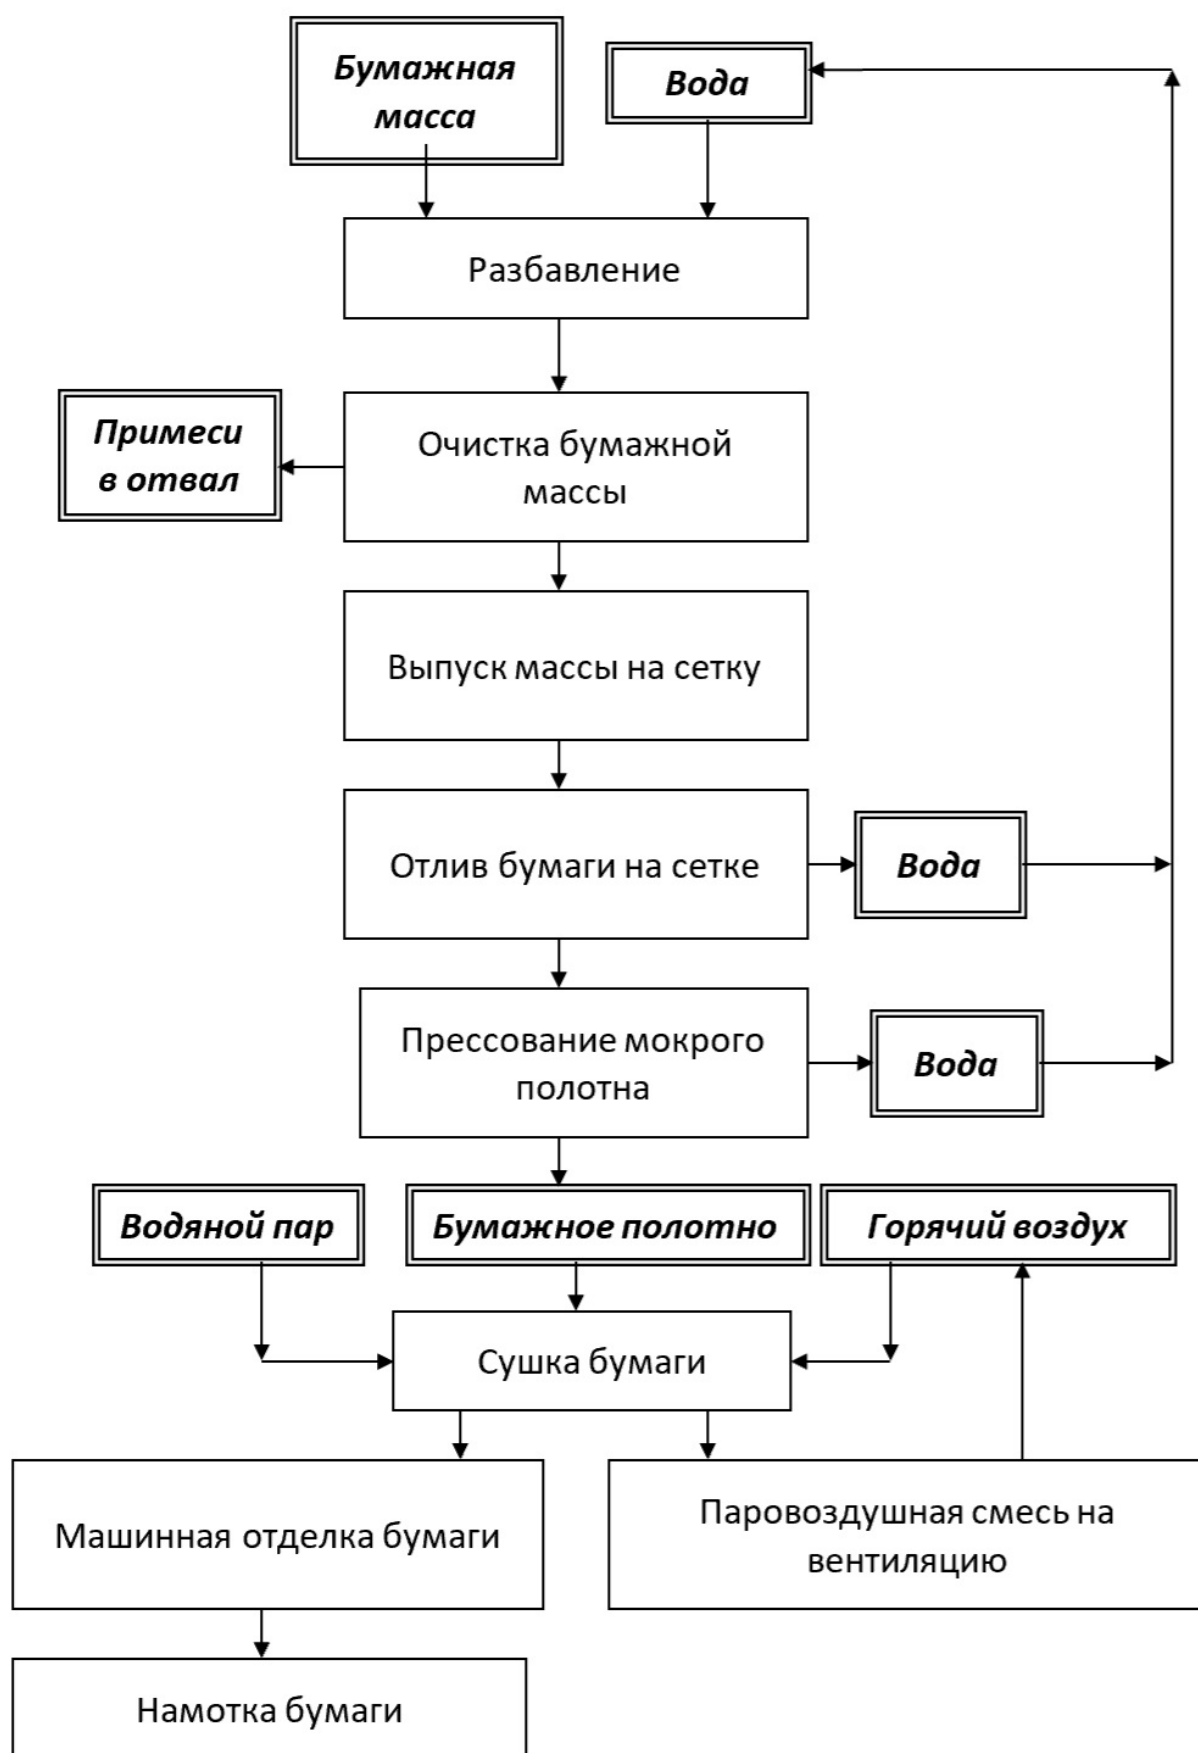 Бумажная
масса
Вода
Разбавление
Примеси
в отвал
Очистка бумажной
массы
Выпуск массы на сетку
Отлив бумаги на сетке
Вода
Прессование мокрого
полотна
Вода
Водяной пар
Бумажное полотно
Горячий воздух
Сушка бумаги
Машинная отделка бумаги
Паровоздушная смесь на
вентиляцию
Намотка бумаги